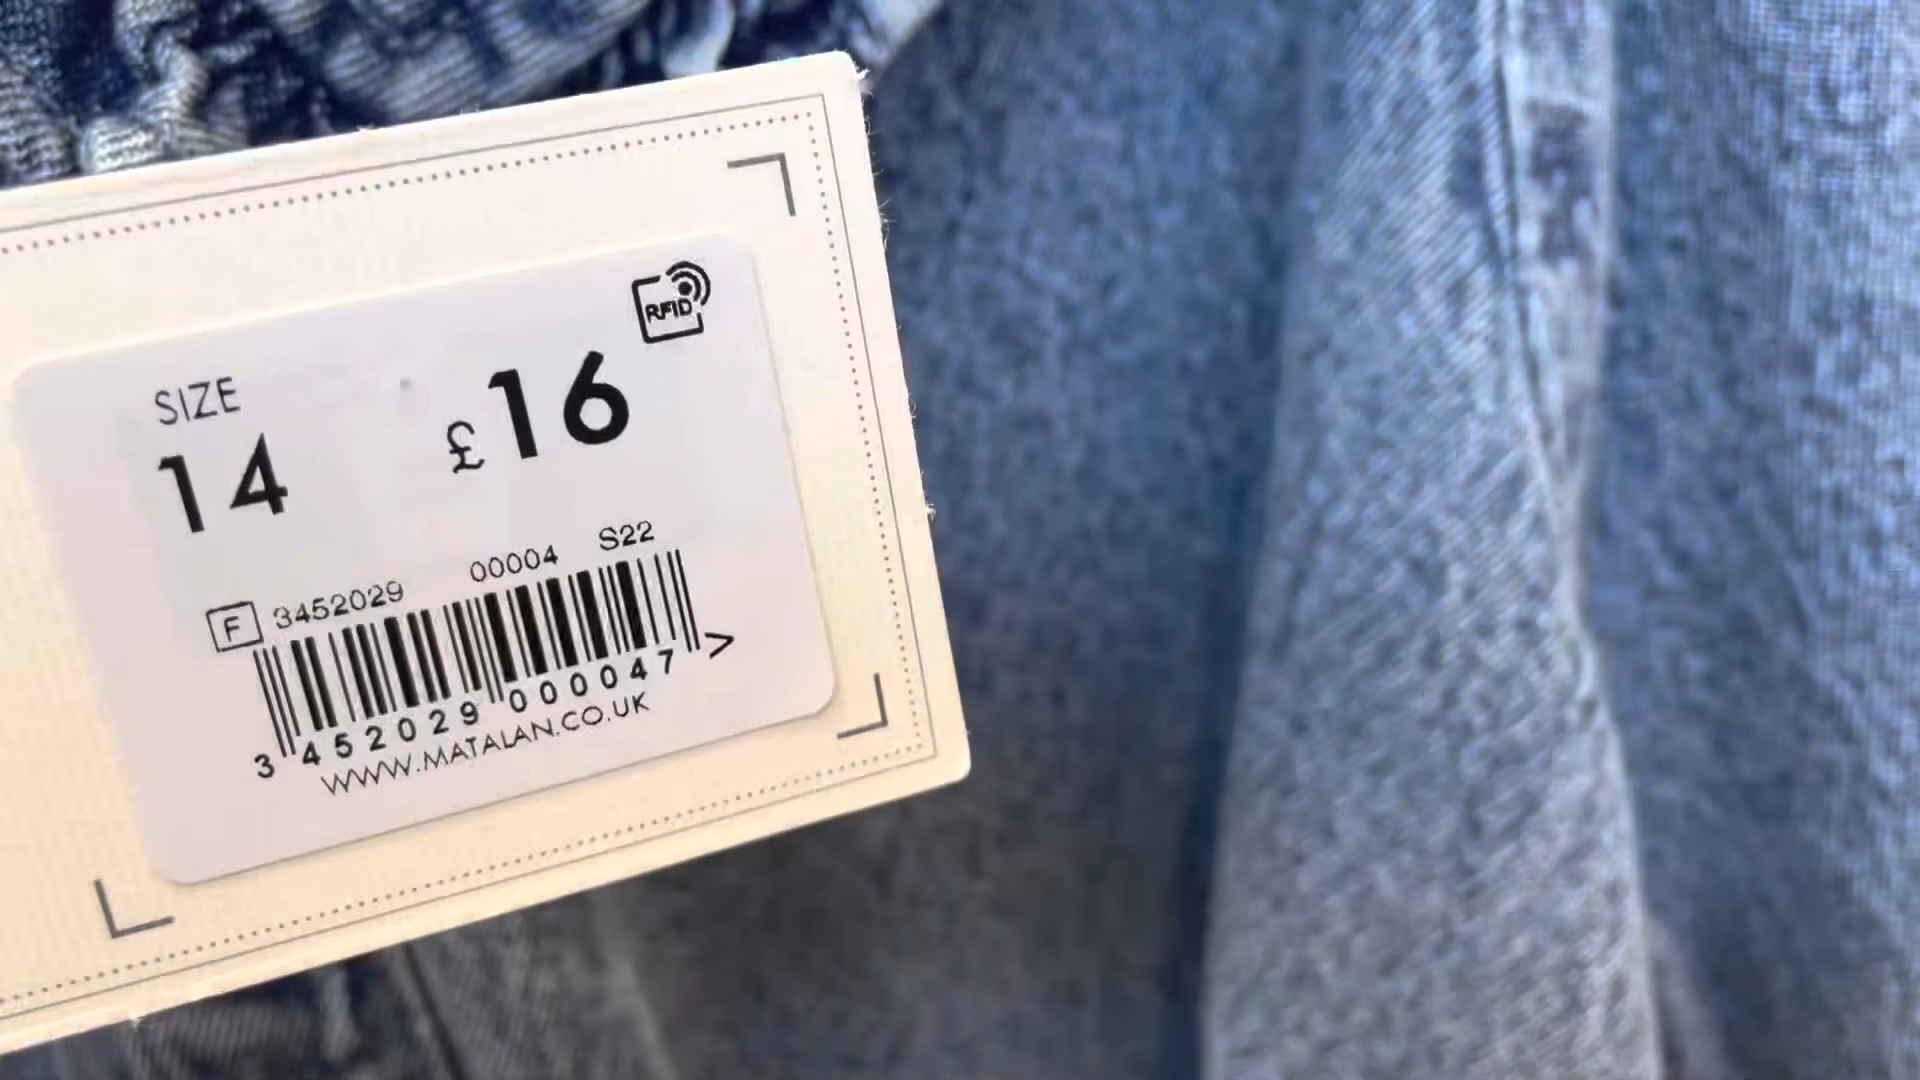 RFID
SIZE
14 £16
F 3452029 00004 S22
3 452029 000047 >
WWW.MATALAN.CO.UK